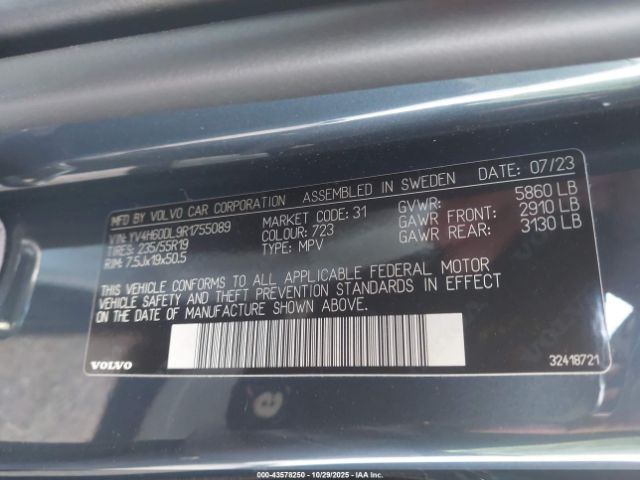 MFD BY VOLVO CAR CORPORATION ASSEMBLED IN SWEDEN DATE: 07/23
VIN: YV4H60DL9R1755089 MARKET CODE: 31 GVWR: 5860 LB
TIRES: 235/55R19 COLOUR: 723 GAWR FRONT: 2910 LB
RIM: 7.5Jx19x50.5 TYPE: MPV GAWR REAR: 3130 LB
THIS VEHICLE CONFORMS TO ALL APPLICABLE FEDERAL MOTOR
VEHICLE SAFETY AND THEFT PREVENTION STANDARDS IN EFFECT
ON THE DATE OF MANUFACTURE SHOWN ABOVE.
VOLVO 32418721
000-43578250 10/29/2025 IAA, Inc.